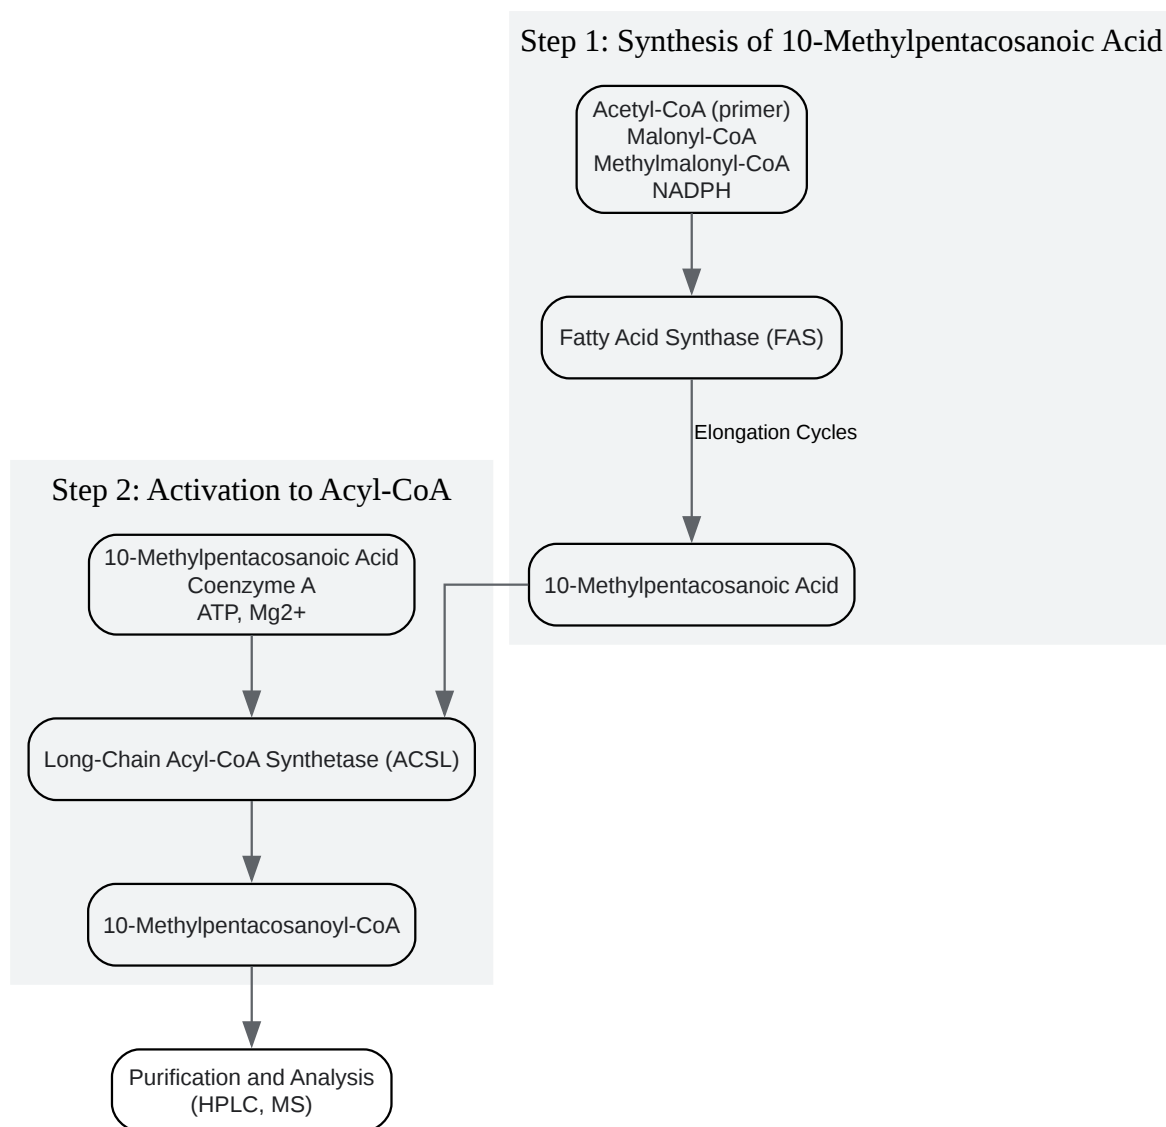 Step 1: Synthesis of 10-Methylpentacosanoic Acid
Acetyl-CoA (primer)
Malonyl-CoA
Methylmalonyl-CoA
NADPH
Fatty Acid Synthase (FAS)
Elongation Cycles
10-Methylpentacosanoic Acid
Step 2: Activation to Acyl-CoA
10-Methylpentacosanoic Acid
Coenzyme A
ATP, Mg2+
Long-Chain Acyl-CoA Synthetase (ACSL)
10-Methylpentacosanoyl-CoA
Purification and Analysis
(HPLC, MS)